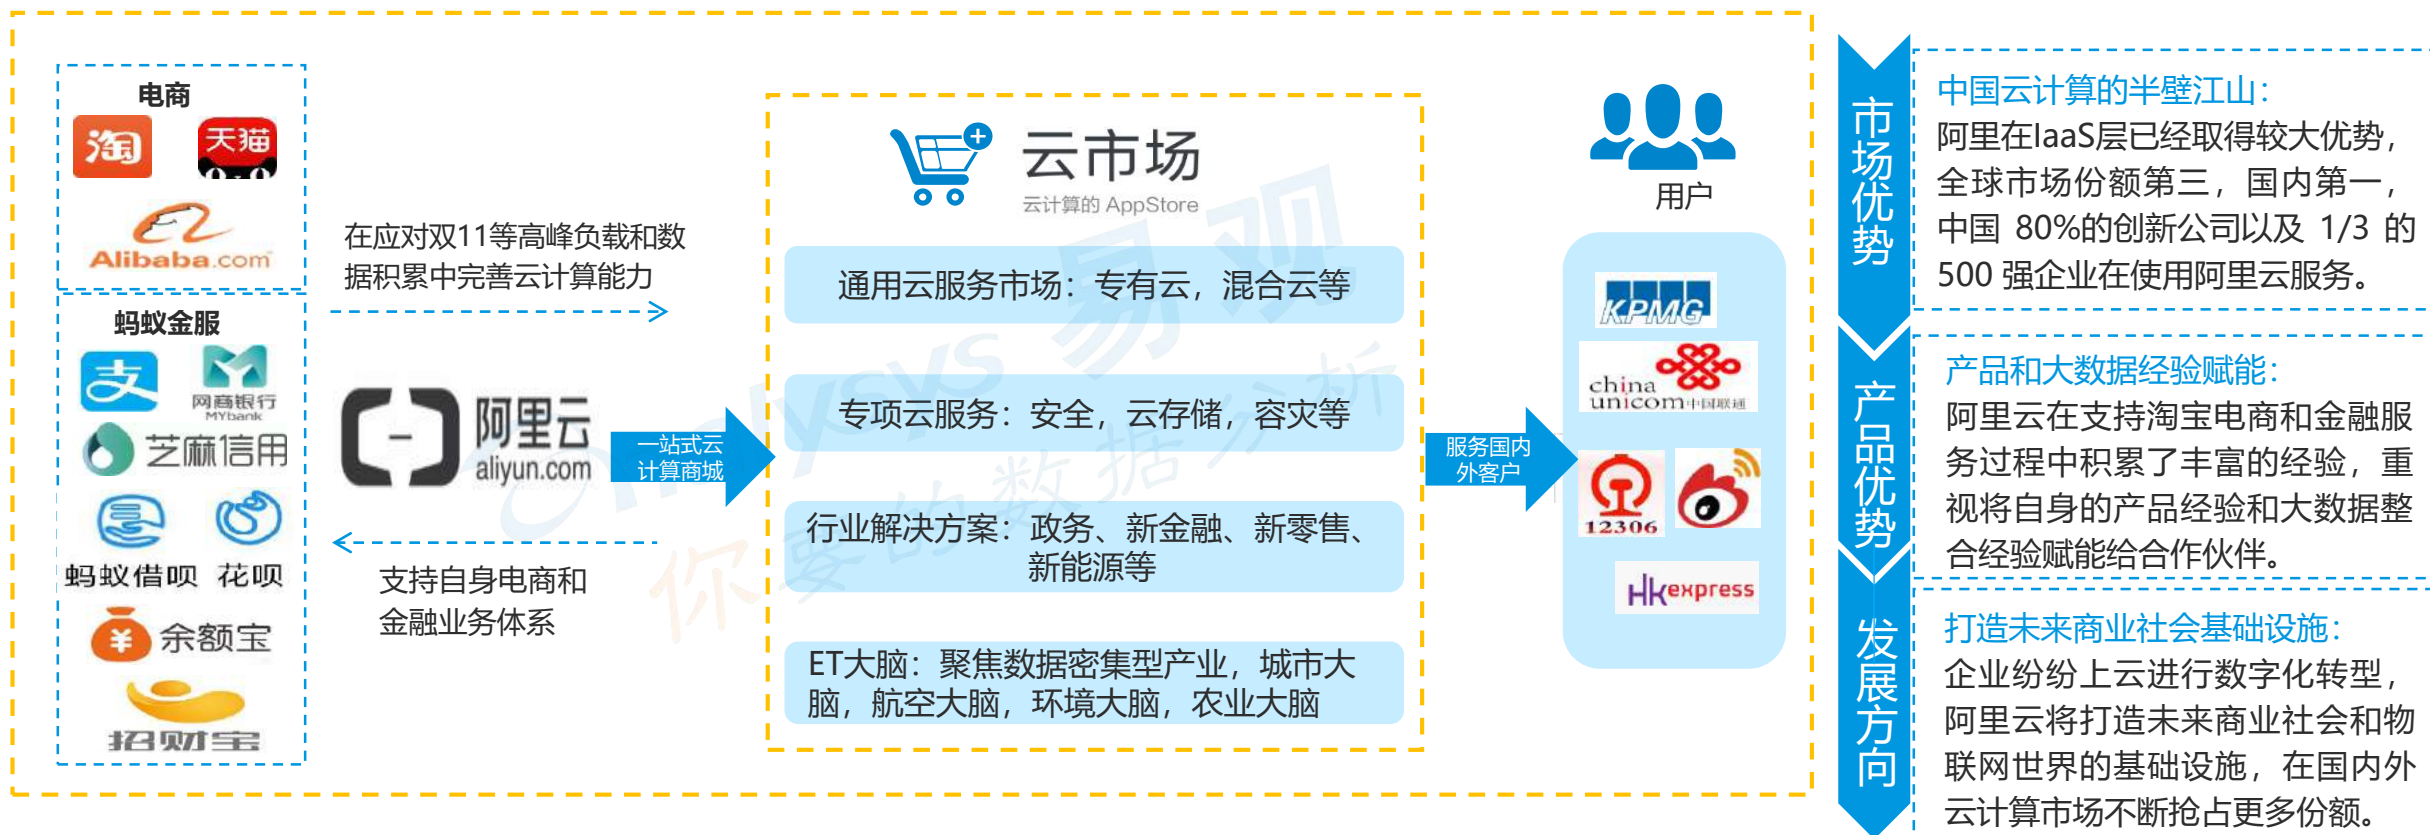 电商
淘
天猫
Alibaba.com
蚂蚁金服
支
网商银行
MYbank
芝麻信用
蚂蚁借呗 花呗
余额宝
招财宝
在应对双11等高峰负载和数
据积累中完善云计算能力
阿里云
aliyun.com
支持自身电商和
金融业务体系
一站式云
计算商城
云市场
云计算的 AppStore
通用云服务市场：专有云，混合云等
专项云服务：安全，云存储，容灾等
行业解决方案：政务、新金融、新零售、
新能源等
ET大脑：聚焦数据密集型产业，城市大
脑，航空大脑，环境大脑，农业大脑
服务国内
外客户
用户
KPMG
china
unicom中国联通
12306
HKexpress
市场优势
中国云计算的半壁江山：
阿里在IaaS层已经取得较大优势，
全球市场份额第三，国内第一，
中国 80%的创新公司以及 1/3 的
500 强企业在使用阿里云服务。
产品优势
产品和大数据经验赋能：
阿里云在支持淘宝电商和金融服
务过程中积累了丰富的经验，重
视将自身的产品经验和大数据整
合经验赋能给合作伙伴。
发展方向
打造未来商业社会基础设施：
企业纷纷上云进行数字化转型，
阿里云将打造未来商业社会和物
联网世界的基础设施，在国内外
云计算市场不断抢占更多份额。
易观
你要的数据分析